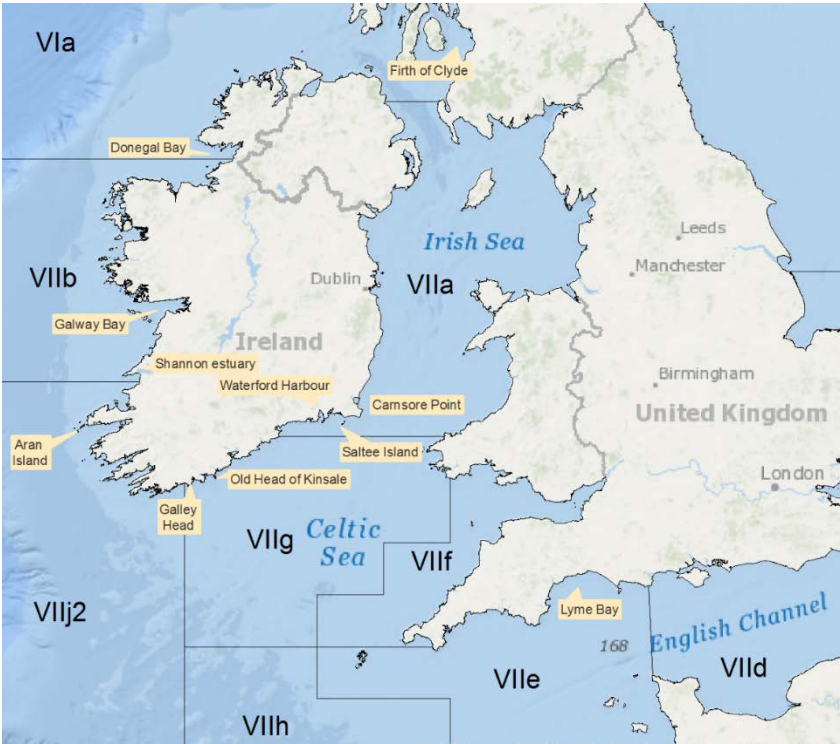 VIa
Firth of Clyde
Donegal Bay
Leeds
Irish Sea
Manchester
VIIb
Dublin
VIIa
Galway Bay
Ireland
Shannon estuary
Waterford Harbour
Birmingham
Carnsore Point
United Kingdom
Aran
Island
Saltee Island
London
Old Head of Kinsale
Galley
Head
VIIg
Celtic
Sea
VIIf
VIIj2
Lyme Bay
168
English Channel
VIId
VIIe
VIIh